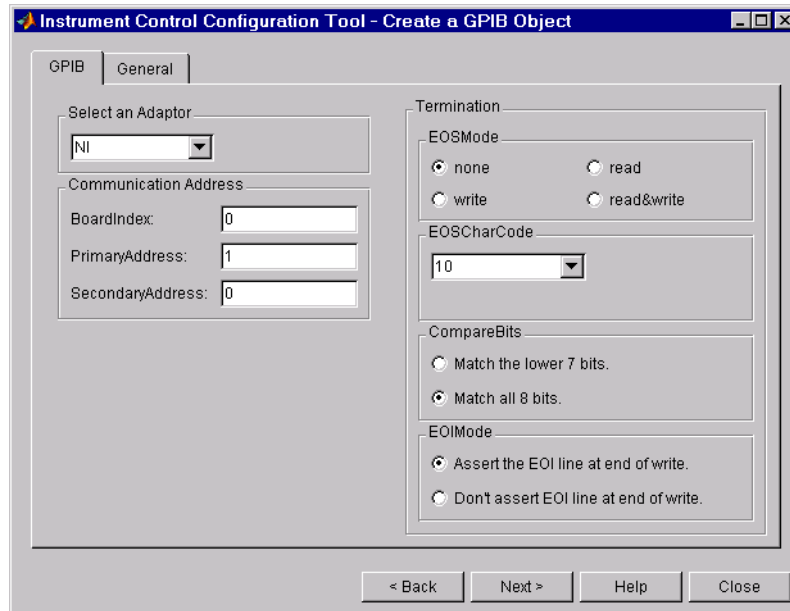 Instrument Control Configuration Tool - Create a GPIB Object
GPIB
General
Select an Adaptor
NI
Communication Address
BoardIndex:
0
PrimaryAddress:
1
SecondaryAddress:
0
Termination
EOSMode
none
read
write
read&write
EOSCharCode
10
CompareBits
Match the lower 7 bits.
Match all 8 bits.
EOIMode
Assert the EOI line at end of write.
Don't assert EOI line at end of write.
< Back
Next >
Help
Close